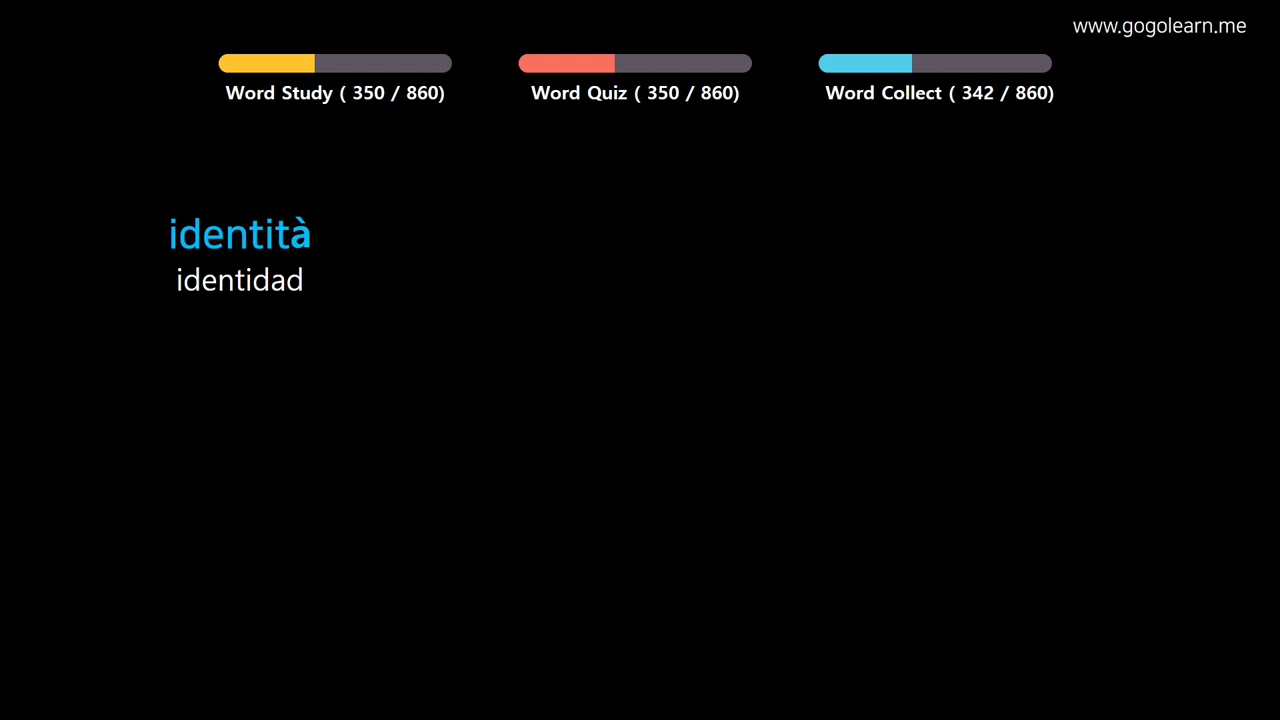 www.gogolearn.me
Word Study ( 350 / 860)
Word Quiz ( 350 / 860)
Word Collect ( 342 / 860)
identità
identidad